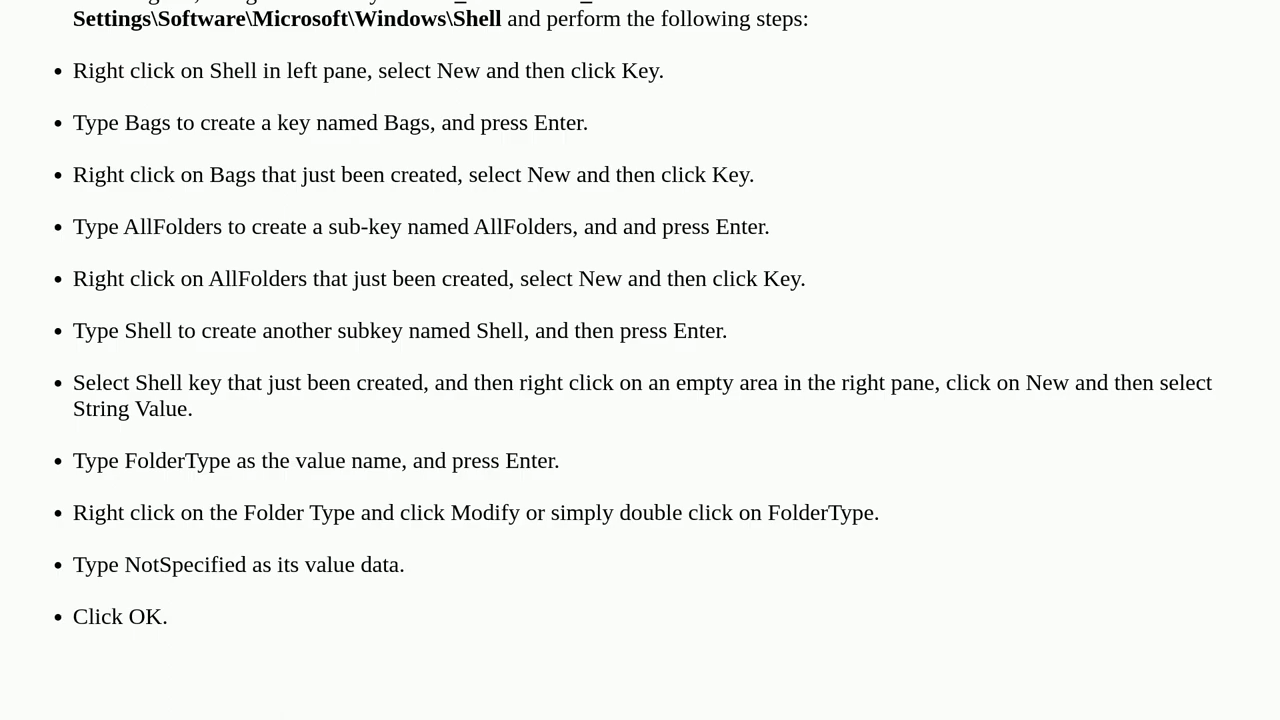 Settings\Software\Microsoft\Windows\Shell and perform the following steps:
• Right click on Shell in left pane, select New and then click Key.
• Type Bags to create a key named Bags, and press Enter.
• Right click on Bags that just been created, select New and then click Key.
• Type AllFolders to create a sub-key named AllFolders, and and press Enter.
• Right click on AllFolders that just been created, select New and then click Key.
• Type Shell to create another subkey named Shell, and then press Enter.
• Select Shell key that just been created, and then right click on an empty area in the right pane, click on New and then select
String Value.
• Type FolderType as the value name, and press Enter.
• Right click on the Folder Type and click Modify or simply double click on FolderType.
• Type NotSpecified as its value data.
• Click OK.